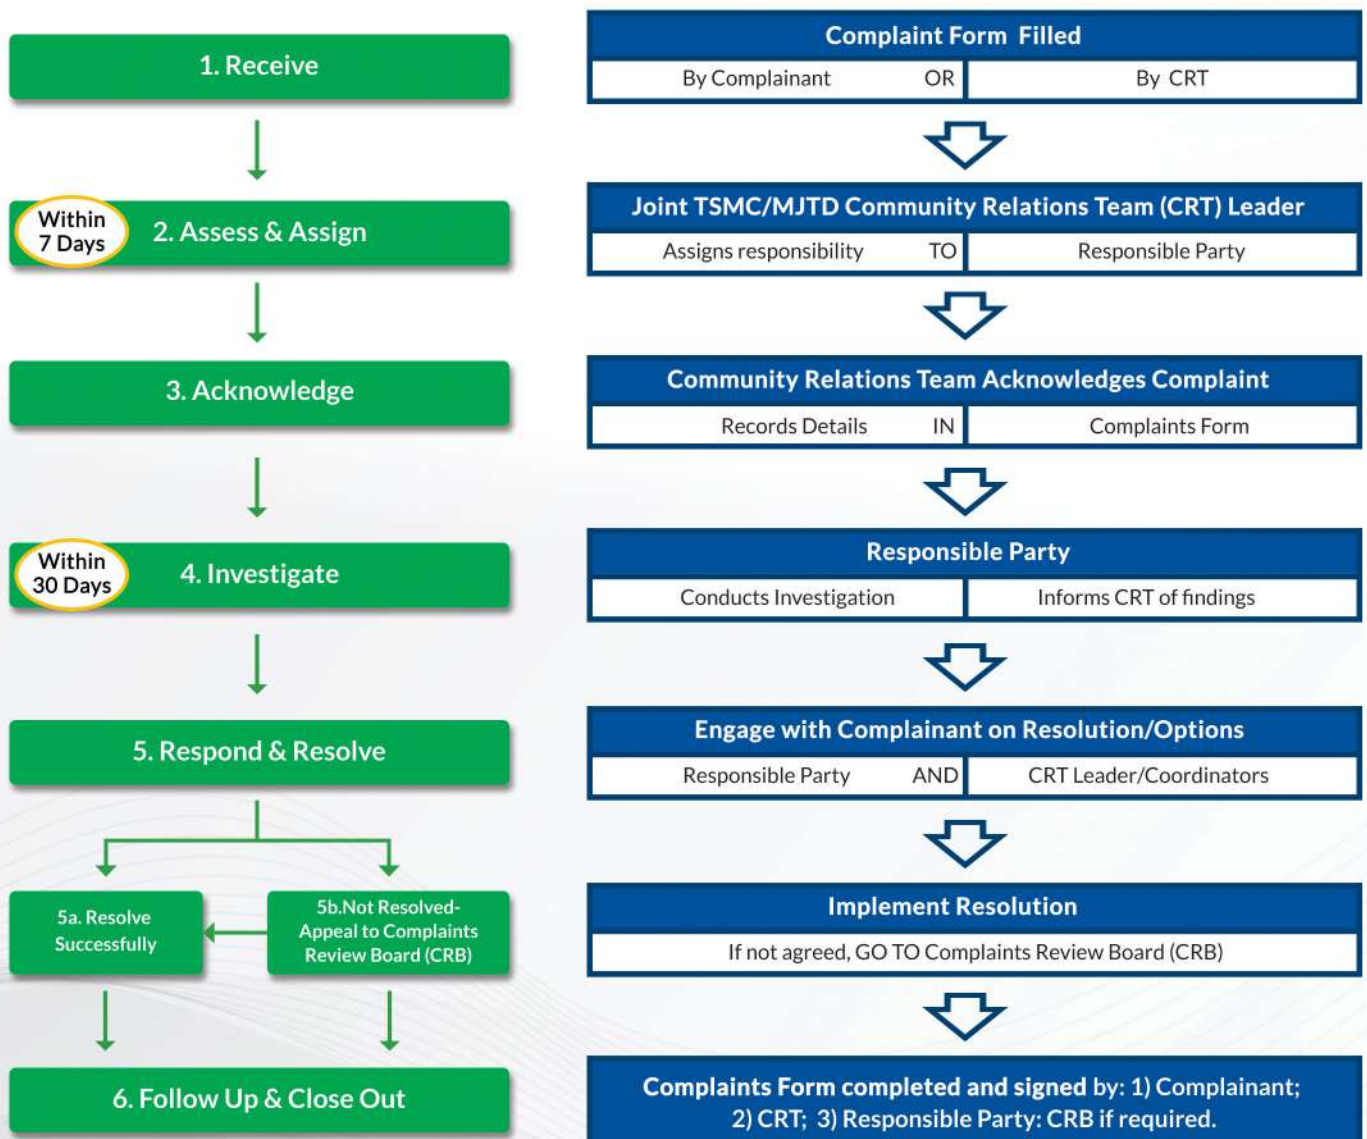 1. Receive
Complaint Form Filled
By Complainant OR By CRT
Within
7 Days
2. Assess & Assign
Joint TSMC/MJTD Community Relations Team (CRT) Leader
Assigns responsibility TO Responsible Party
3. Acknowledge
Community Relations Team Acknowledges Complaint
Records Details IN Complaints Form
Within
30 Days
4. Investigate
Responsible Party
Conducts Investigation Informs CRT of findings
5. Respond & Resolve
Engage with Complainant on Resolution/Options
Responsible Party AND CRT Leader/Coordinators
5a. Resolve
Successfully
5b.Not Resolved-
Appeal to Complaints
Review Board (CRB)
Implement Resolution
If not agreed, GO TO Complaints Review Board (CRB)
6. Follow Up & Close Out
Complaints Form completed and signed by: 1) Complainant;
2) CRT; 3) Responsible Party: CRB if required.